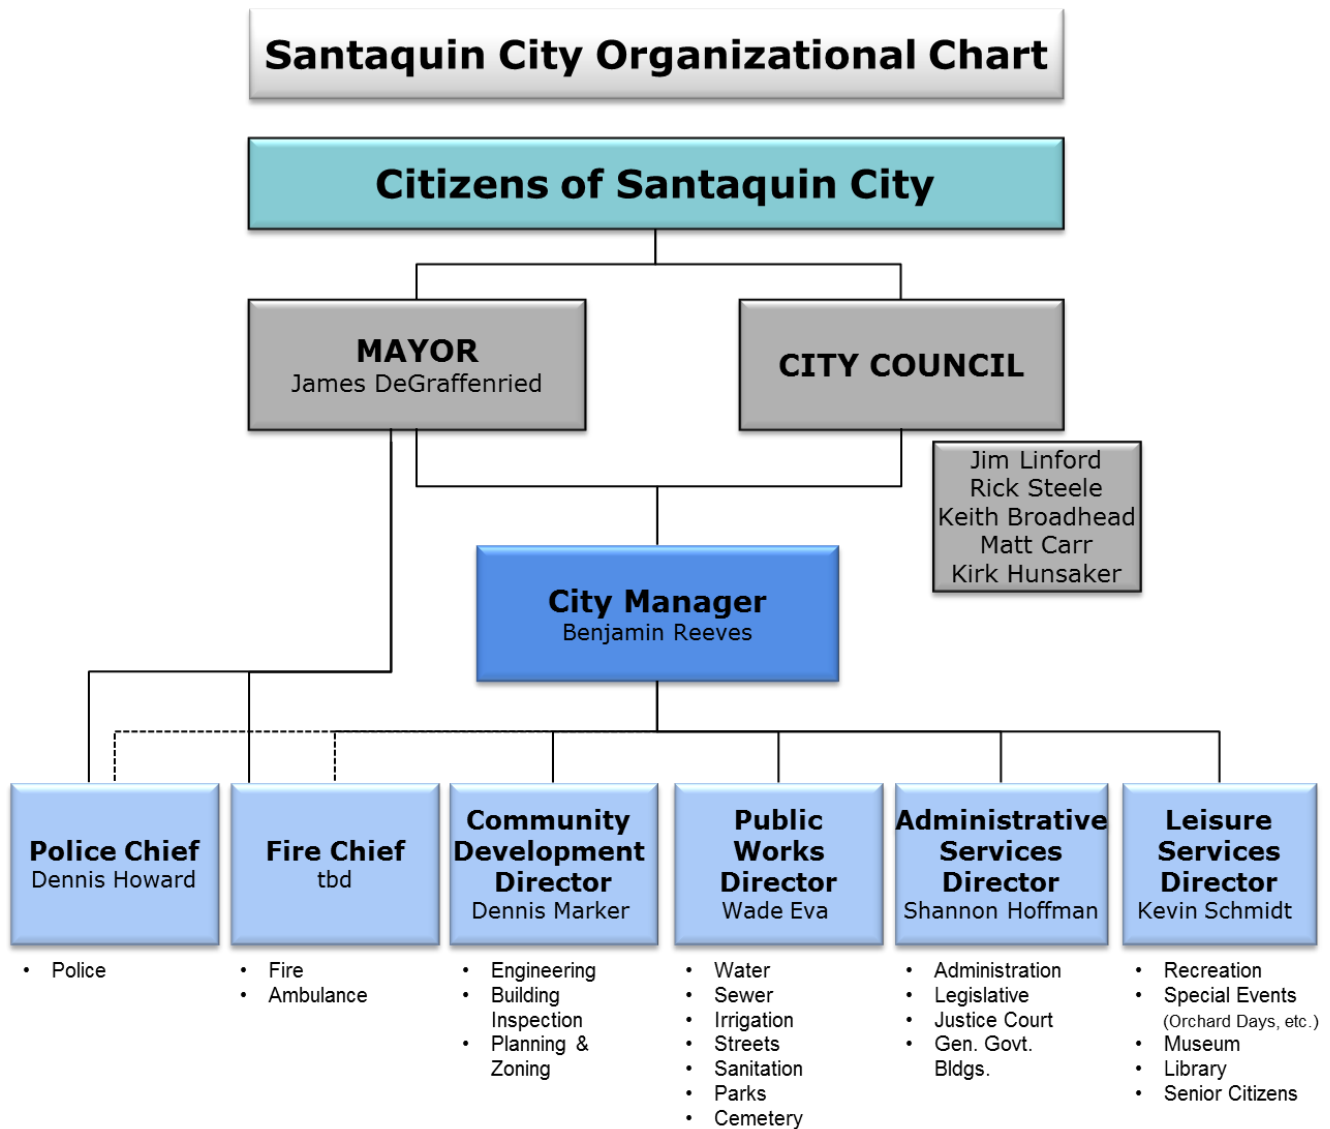 Santaquin City Organizational Chart
Citizens of Santaquin City
MAYOR
James DeGraffenried
CITY COUNCIL
Jim Linford
Rick Steele
Keith Broadhead
Matt Carr
Kirk Hunsaker
City Manager
Benjamin Reeves
Police Chief
Dennis Howard
• Police
Fire Chief
tbd
• Fire
• Ambulance
Community
Development
Director
Dennis Marker
• Engineering
• Building
Inspection
• Planning &
Zoning
Public
Works
Director
Wade Eva
• Water
• Sewer
• Irrigation
• Streets
• Sanitation
• Parks
• Cemetery
Administrative
Services
Director
Shannon Hoffman
• Administration
• Legislative
• Justice Court
• Gen. Govt.
Bldgs.
Leisure
Services
Director
Kevin Schmidt
• Recreation
• Special Events
(Orchard Days, etc.)
• Museum
• Library
• Senior Citizens